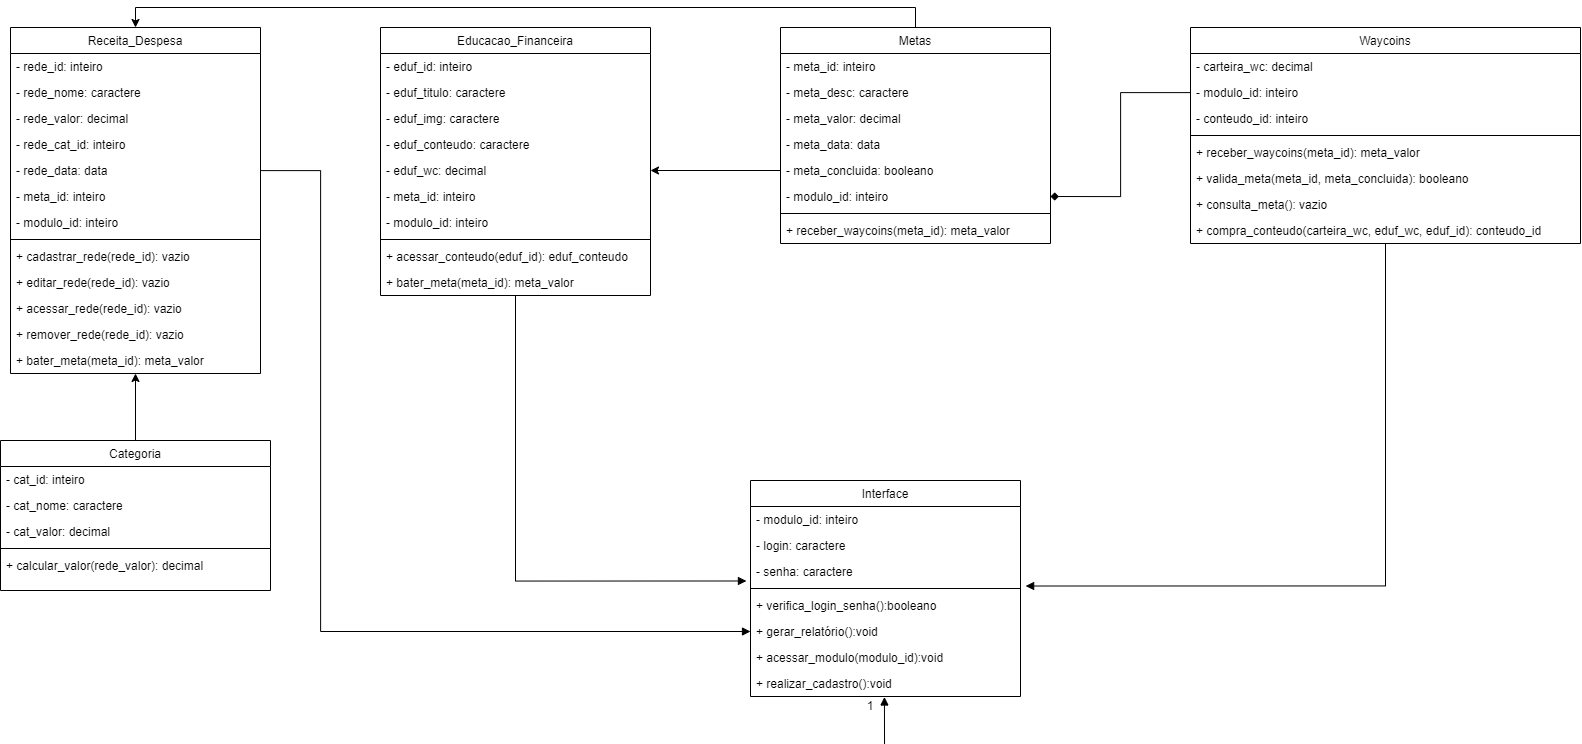 Receita_Despesa
- rede_id: inteiro
- rede_nome: caractere
- rede_valor: decimal
- rede_cat_id: inteiro
- rede_data: data
- meta_id: inteiro
- modulo_id: inteiro
+ cadastrar_rede(rede_id): vazio
+ editar_rede(rede_id): vazio
+ acessar_rede(rede_id): vazio
+ remover_rede(rede_id): vazio
+ bater_meta(meta_id): meta_valor
Educacao_Financeira
- eduf_id: inteiro
- eduf_titulo: caractere
- eduf_img: caractere
- eduf_conteudo: caractere
- eduf_wc: decimal
- meta_id: inteiro
- modulo_id: inteiro
+ acessar_conteudo(eduf_id): eduf_conteudo
+ bater_meta(meta_id): meta_valor
Metas
- meta_id: inteiro
- meta_desc: caractere
- meta_valor: decimal
- meta_data: data
- meta_concluida: booleano
- modulo_id: inteiro
+ receber_waycoins(meta_id): meta_valor
Waycoins
- carteira_wc: decimal
- modulo_id: inteiro
- conteudo_id: inteiro
+ receber_waycoins(meta_id): meta_valor
+ valida_meta(meta_id, meta_concluida): booleano
+ consulta_meta(): vazio
+ compra_conteudo(carteira_wc, eduf_wc, eduf_id): conteudo_id
Categoria
- cat_id: inteiro
- cat_nome: caractere
- cat_valor: decimal
+ calcular_valor(rede_valor): decimal
Interface
- modulo_id: inteiro
- login: caractere
- senha: caractere
+ verifica_login_senha():booleano
+ gerar_relatório():void
+ acessar_modulo(modulo_id):void
+ realizar_cadastro():void
1